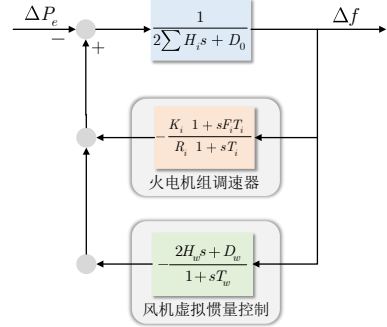 ΔP_e
−
+
1
2∑H_i s + D_0
Δf
−K_i 1 + sF_iT_i
R_i 1 + sT_i
火电机组调速器
−2H_w s + D_w
1 + sT_w
风机虚拟惯量控制